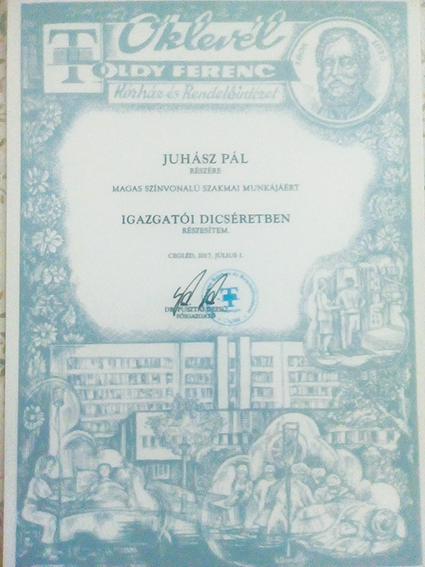 Oklevél
TOLDY FERENC
Kórház és Rendelőintézet
JUHÁSZ PÁL
RÉSZÉRE
MAGAS SZÍNVONALÚ SZAKMAI MUNKÁJÁÉRT
IGAZGATÓI DICSÉRETBEN
RÉSZESÍTEM.
CEGLÉD, 2017. JÚLIUS 1.
FŐIGAZGATÓ